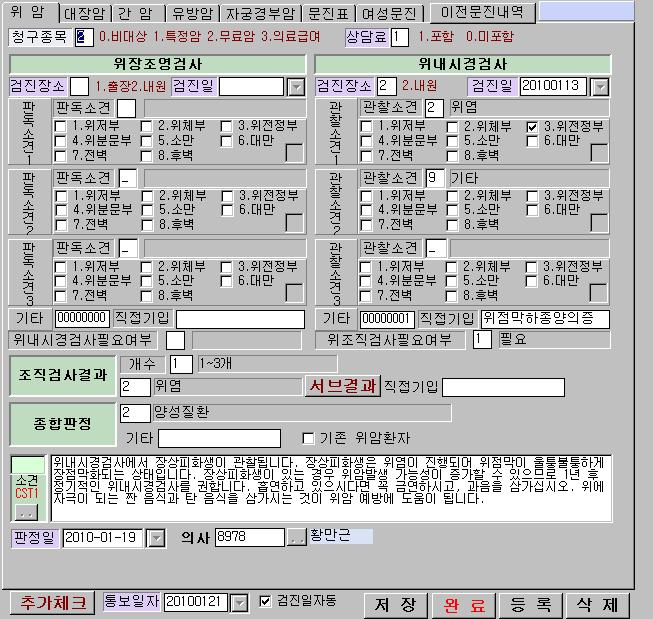 위 암 대장암 간 암 유방암 자궁경부암 문진표 여성문진 이전문진내역
청구종목 2 0.비대상 1.특정암 2.무료암 3.의료급여 상담료 1 1.포함 0.미포함
위장조영검사
검진장소 1.출장2.내원 검진일
판독소견1 판독소견
1.위저부 2.위체부 3.위전정부
4.위분문부 5.소만 6.대만
7.전벽 8.후벽
판독소견2 판독소견 _
1.위저부 2.위체부 3.위전정부
4.위분문부 5.소만 6.대만
7.전벽 8.후벽
판독소견3 판독소견 _
1.위저부 2.위체부 3.위전정부
4.위분문부 5.소만 6.대만
7.전벽 8.후벽
기타 00000000 직접기입
위내시경검사필요여부
위내시경검사
검진장소 2 2.내원 검진일 20100113
관찰소견1 관찰소견 2 위염
1.위저부 2.위체부 3.위전정부
4.위분문부 5.소만 6.대만
7.전벽 8.후벽
관찰소견2 관찰소견 9 기타
1.위저부 2.위체부 3.위전정부
4.위분문부 5.소만 6.대만
7.전벽 8.후벽
관찰소견3 관찰소견 _
1.위저부 2.위체부 3.위전정부
4.위분문부 5.소만 6.대만
7.전벽 8.후벽
기타 00000001 직접기입 위점막하종양의증
위조직검사필요여부 1 필요
조직검사결과 개수 1 1~3개
2 위염 서브결과 직접기입
종합판정 2 양성질환
기타 기존 위암환자
소견
CST1
..
위내시경검사에서 장상피화생이 관찰됩니다. 장상피화생은 위염이 진행되어 위점막이 울퉁불퉁하게
장점막화되는 상태입니다. 장상피화생이 있는 경우 위암발생 가능성이 증가할 수 있으므로 1년 후
정기적인 위내시경검사를 권합니다. 흡연하고 있으시다면 꼭 금연하시고, 과음을 삼가십시오. 위에
자극이 되는 짠 음식과 탄 음식을 삼가시는 것이 위암 예방에 도움이 됩니다.
판정일 2010-01-19 의사 8978 .. 황만근
추가체크 통보일자 20100121 검진일자동 저 장 완 료 등 록 삭 제